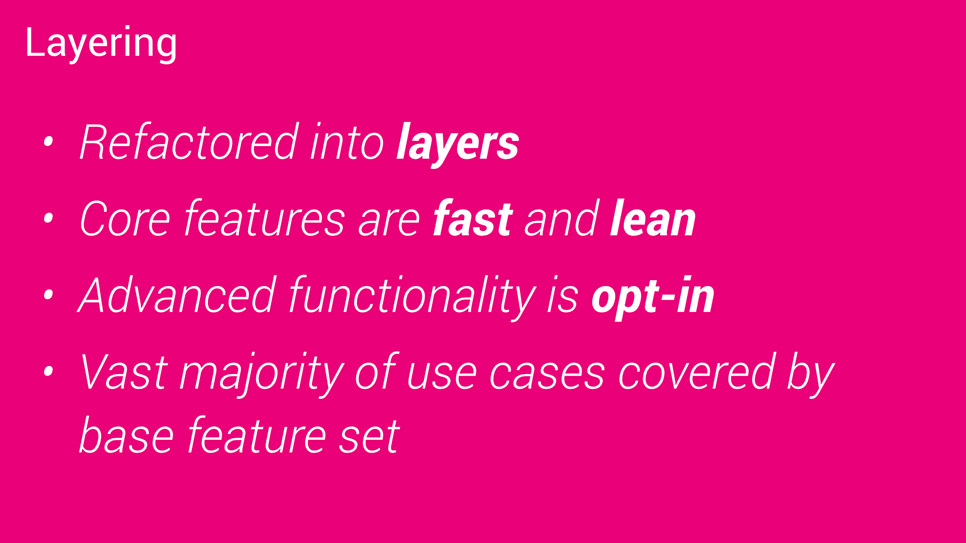 Layering
• Refactored into layers
• Core features are fast and lean
• Advanced functionality is opt-in
• Vast majority of use cases covered by
base feature set